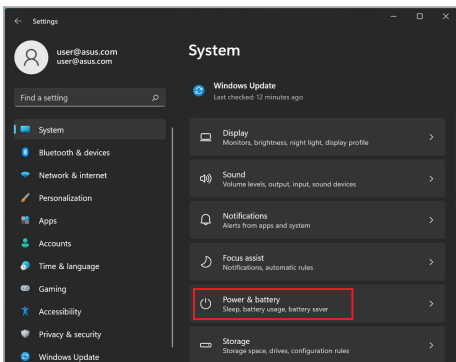 Settings
user@asus.com
user@asus.com
Find a setting
System
Bluetooth & devices
Network & internet
Personalization
Apps
Accounts
Time & language
Gaming
Accessibility
Privacy & security
Windows Update
System
Windows Update
Last checked: 12 minutes ago
Display
Monitors, brightness, night light, display profile
Sound
Volume levels, output, input, sound devices
Notifications
Alerts from apps and system
Focus assist
Notifications, automatic rules
Power & battery
Sleep, battery usage, battery saver
Storage
Storage space, drives, configuration rules